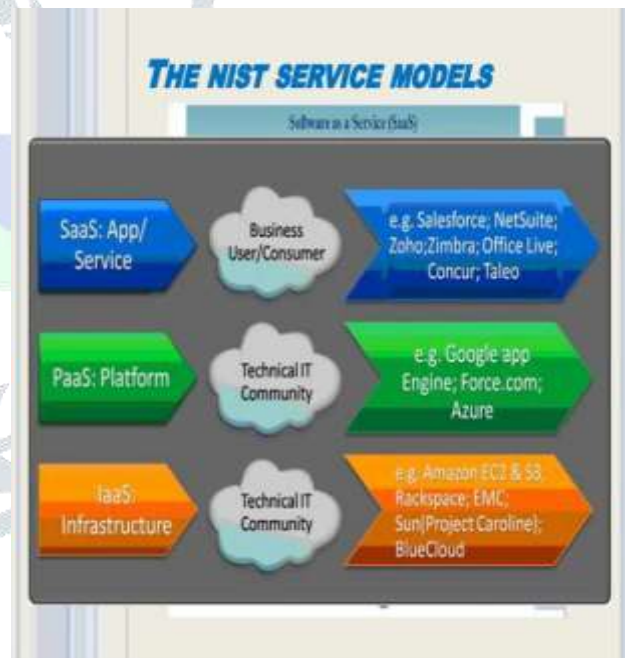 THE NIST SERVICE MODELS
Software as a Service (SaaS)
SaaS: App/
Service
Business
User/Consumer
e.g. Salesforce; NetSuite;
Zoho;Zimbra; Office Live;
Concur; Taleo
PaaS: Platform
Technical IT
Community
e.g. Google app
Engine; Force.com;
Azure
IaaS:
Infrastructure
Technical IT
Community
e.g. Amazon EC2 & S3,
Rackspace; EMC;
Sun(Project Caroline);
BlueCloud